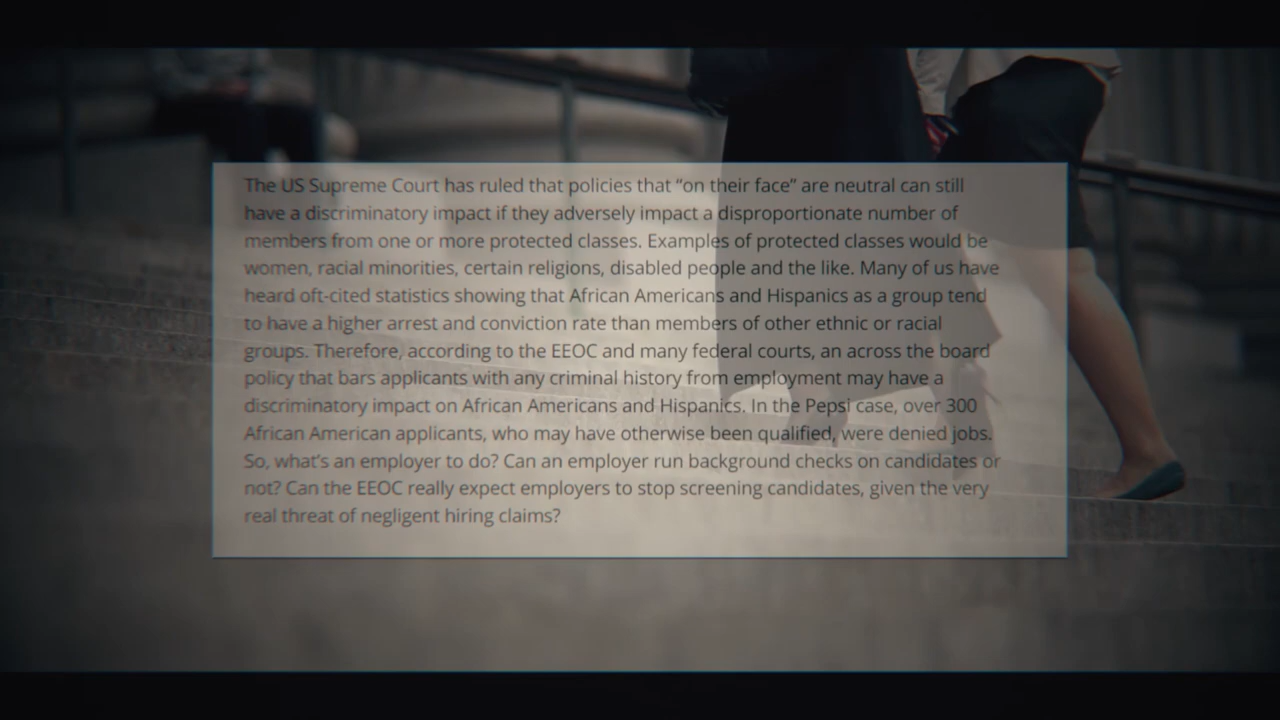 The US Supreme Court has ruled that policies that “on their face” are neutral can still
have a discriminatory impact if they adversely impact a disproportionate number of
members from one or more protected classes. Examples of protected classes would be
women, racial minorities, certain religions, disabled people and the like. Many of us have
heard oft-cited statistics showing that African Americans and Hispanics as a group tend
to have a higher arrest and conviction rate than members of other ethnic or racial
groups. Therefore, according to the EEOC and many federal courts, an across the board
policy that bars applicants with any criminal history from employment may have a
discriminatory impact on African Americans and Hispanics. In the Pepsi case, over 300
African American applicants, who may have otherwise been qualified, were denied jobs.
So, what’s an employer to do? Can an employer run background checks on candidates or
not? Can the EEOC really expect employers to stop screening candidates, given the very
real threat of negligent hiring claims?